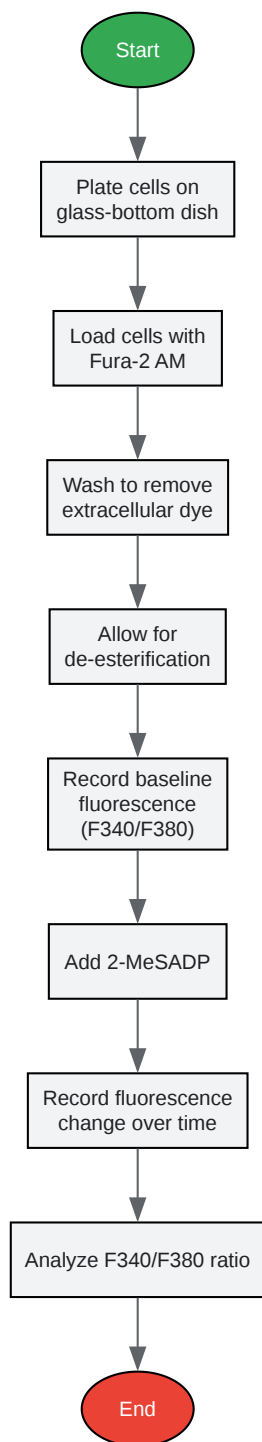 Start
Plate cells on
glass-bottom dish
Load cells with
Fura-2 AM
Wash to remove
extracellular dye
Allow for
de-esterification
Record baseline
fluorescence
(F340/F380)
Add 2-MeSADP
Record fluorescence
change over time
Analyze F340/F380 ratio
End